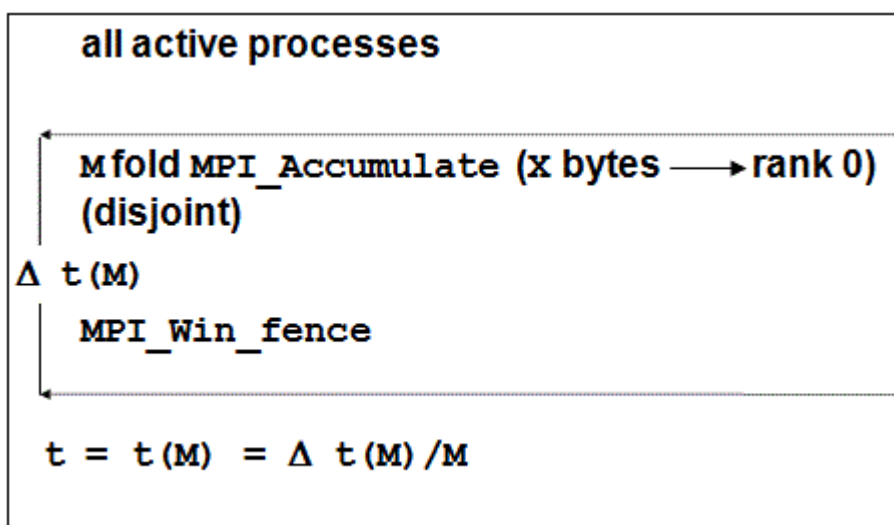 all active processes
M fold MPI_Accumulate (x bytes ⟶ rank 0)
(disjoint)
Δ t(M)
MPI_Win_fence
t = t(M) = Δ t(M)/M